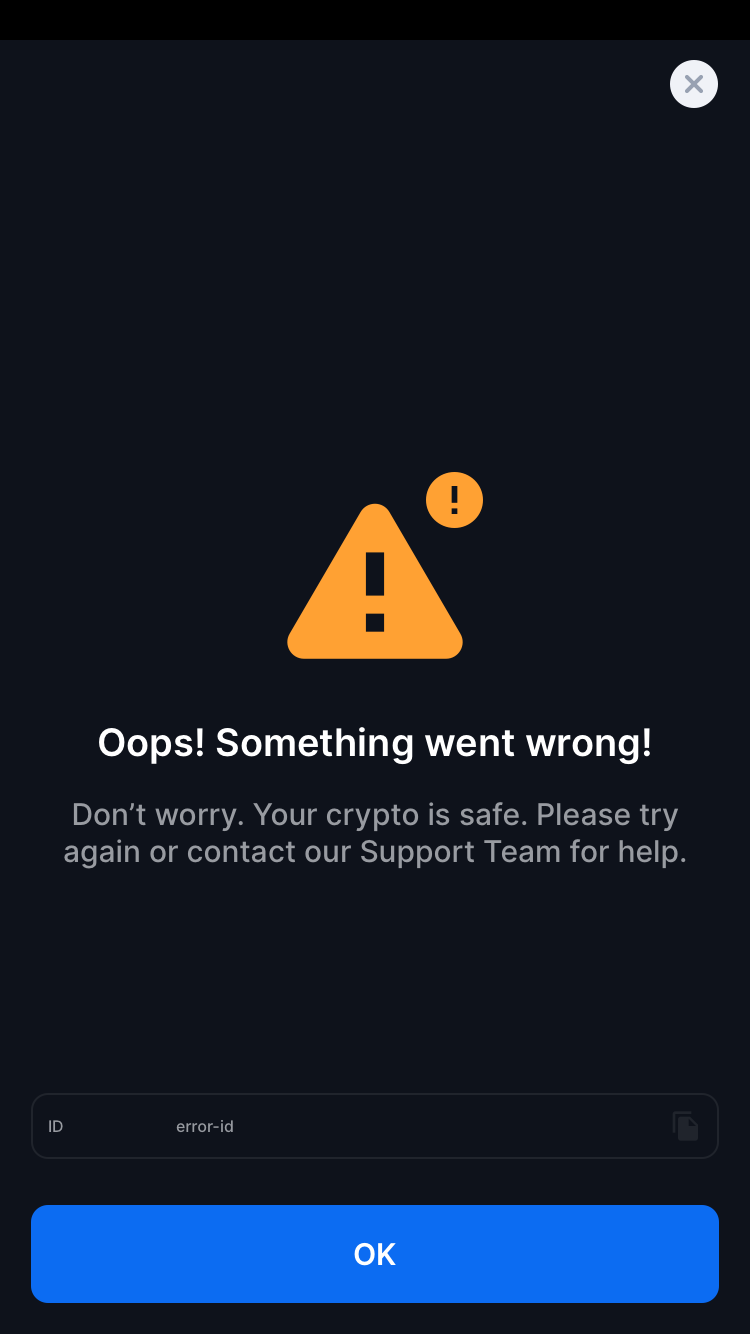 Oops! Something went wrong!
Don’t worry. Your crypto is safe. Please try
again or contact our Support Team for help.
ID error-id
OK